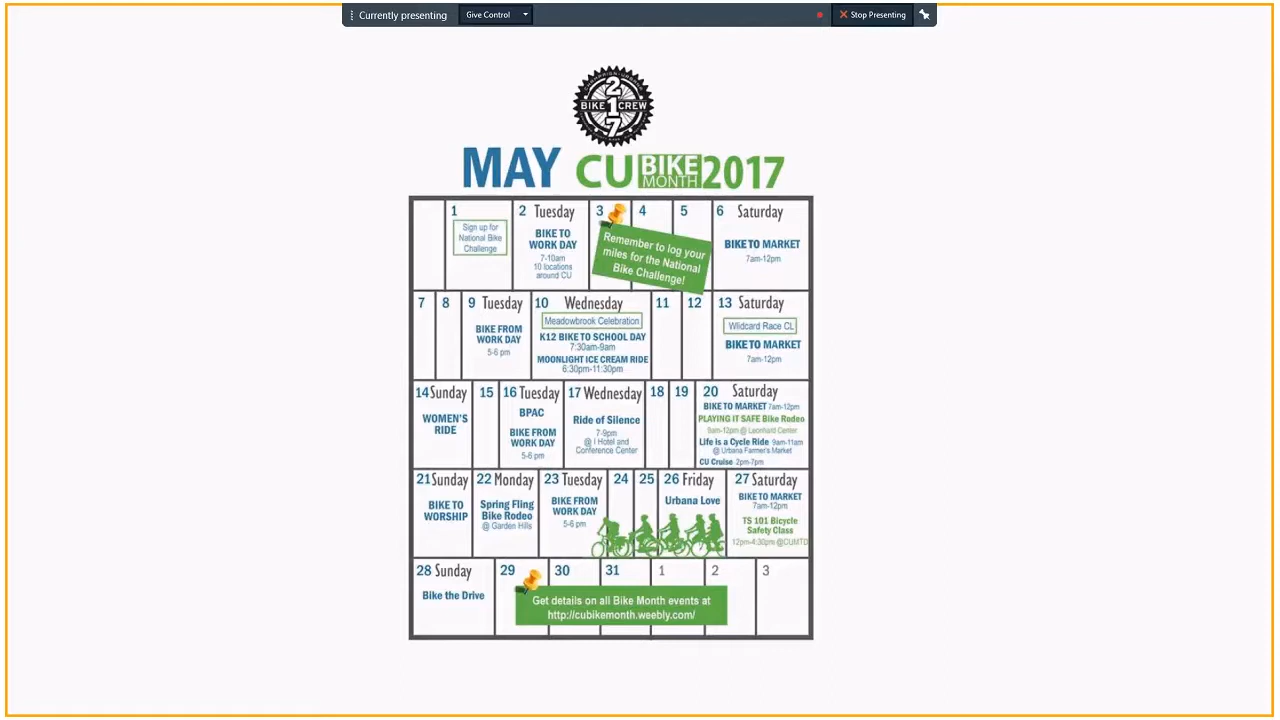 Currently presenting
Give Control
Stop Presenting
2
BIKE 1 CREW
7
MAY CU BIKE MONTH 2017
1
Sign up for
National Bike
Challenge
2 Tuesday
BIKE TO
WORK DAY
7-10am
10 locations
around CU
3
4
5
Remember to log your
miles for the National
Bike Challenge!
6 Saturday
BIKE TO MARKET
7am-12pm
7
8
9 Tuesday
BIKE FROM
WORK DAY
5-6 pm
10 Wednesday
Meadowbrook Celebration
K12 BIKE TO SCHOOL DAY
7:30am-9am
MOONLIGHT ICE CREAM RIDE
6:30pm-11:30pm
11
12
13 Saturday
Wildcard Race CL
BIKE TO MARKET
7am-12pm
14 Sunday
WOMEN'S
RIDE
15
16 Tuesday
BPAC
BIKE FROM
WORK DAY
5-6 pm
17 Wednesday
Ride of Silence
7-9pm
@ I Hotel and
Conference Center
18
19
20 Saturday
BIKE TO MARKET 7am-12pm
PLAYING IT SAFE Bike Rodeo
9am-12pm @ Leonhard Center
Life is a Cycle Ride 9am-11am
@ Urbana Farmer's Market
CU Cruise 2pm-7pm
21 Sunday
BIKE TO
WORSHIP
22 Monday
Spring Fling
Bike Rodeo
@ Garden Hills
23 Tuesday
BIKE FROM
WORK DAY
5-6 pm
24
25
26 Friday
Urbana Love
27 Saturday
BIKE TO MARKET
7am-12pm
TS 101 Bicycle
Safety Class
12pm-4:30pm @CUMTD
28 Sunday
Bike the Drive
29
30
31
1
2
3
Get details on all Bike Month events at
http://cubikemonth.weebly.com/